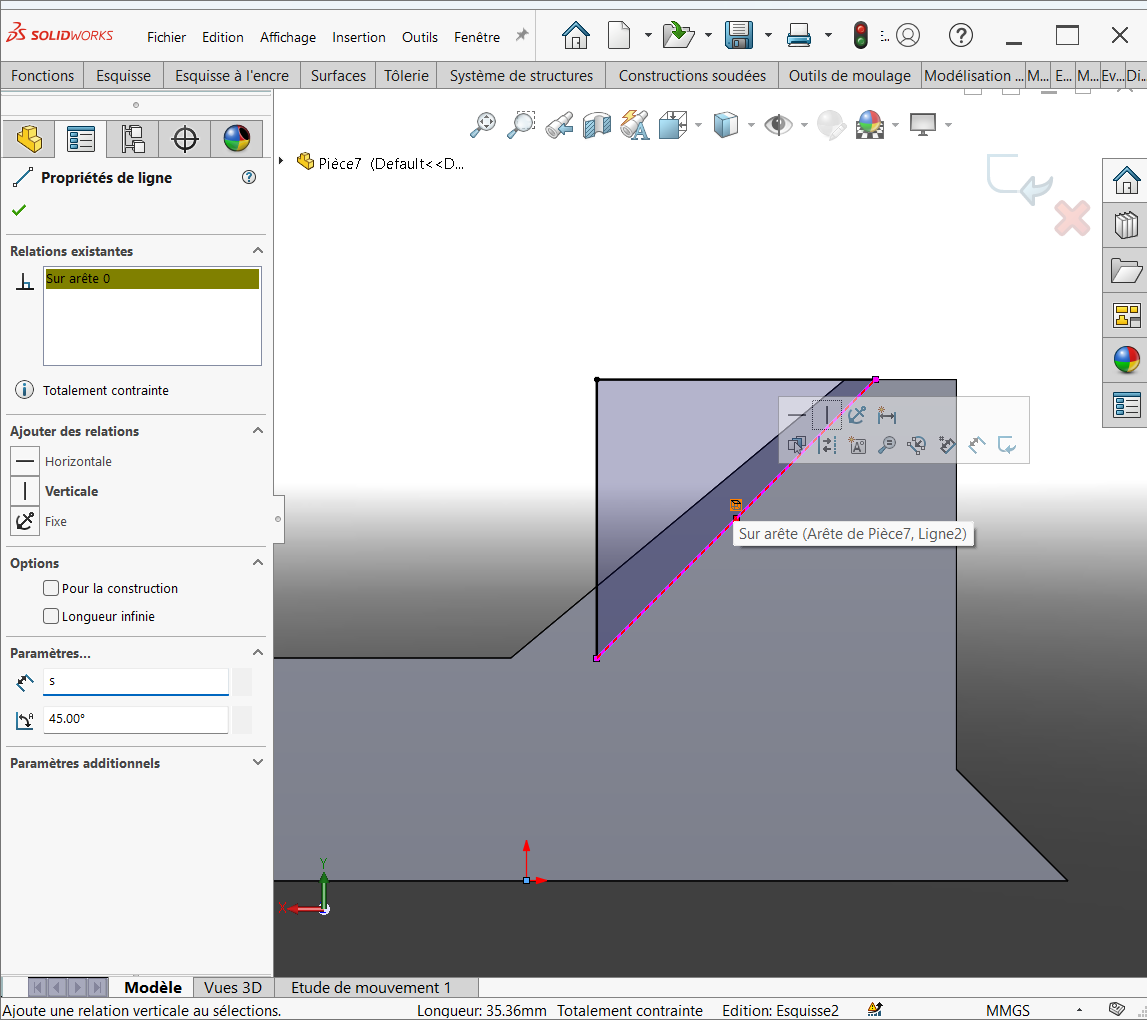 SOLIDWORKS
Fichier Edition Affichage Insertion Outils Fenêtre
Fonctions Esquisse Esquisse à l'encre Surfaces Tôlerie Système de structures Constructions soudées Outils de moulage Modélisation ... M... E... M... Ev... Di...
Pièce7 (Default<<D...
Propriétés de ligne
Relations existantes
Sur arête 0
Totalement contrainte
Ajouter des relations
Horizontale
Verticale
Fixe
Sur arête (Arête de Pièce7, Ligne2)
Options
Pour la construction
Longueur infinie
Paramètres...
s
45.00°
Paramètres additionnels
Y
X
Modèle Vues 3D Etude de mouvement 1
Ajoute une relation verticale au sélections. Longueur: 35.36mm Totalement contrainte Edition: Esquisse2 MMGS